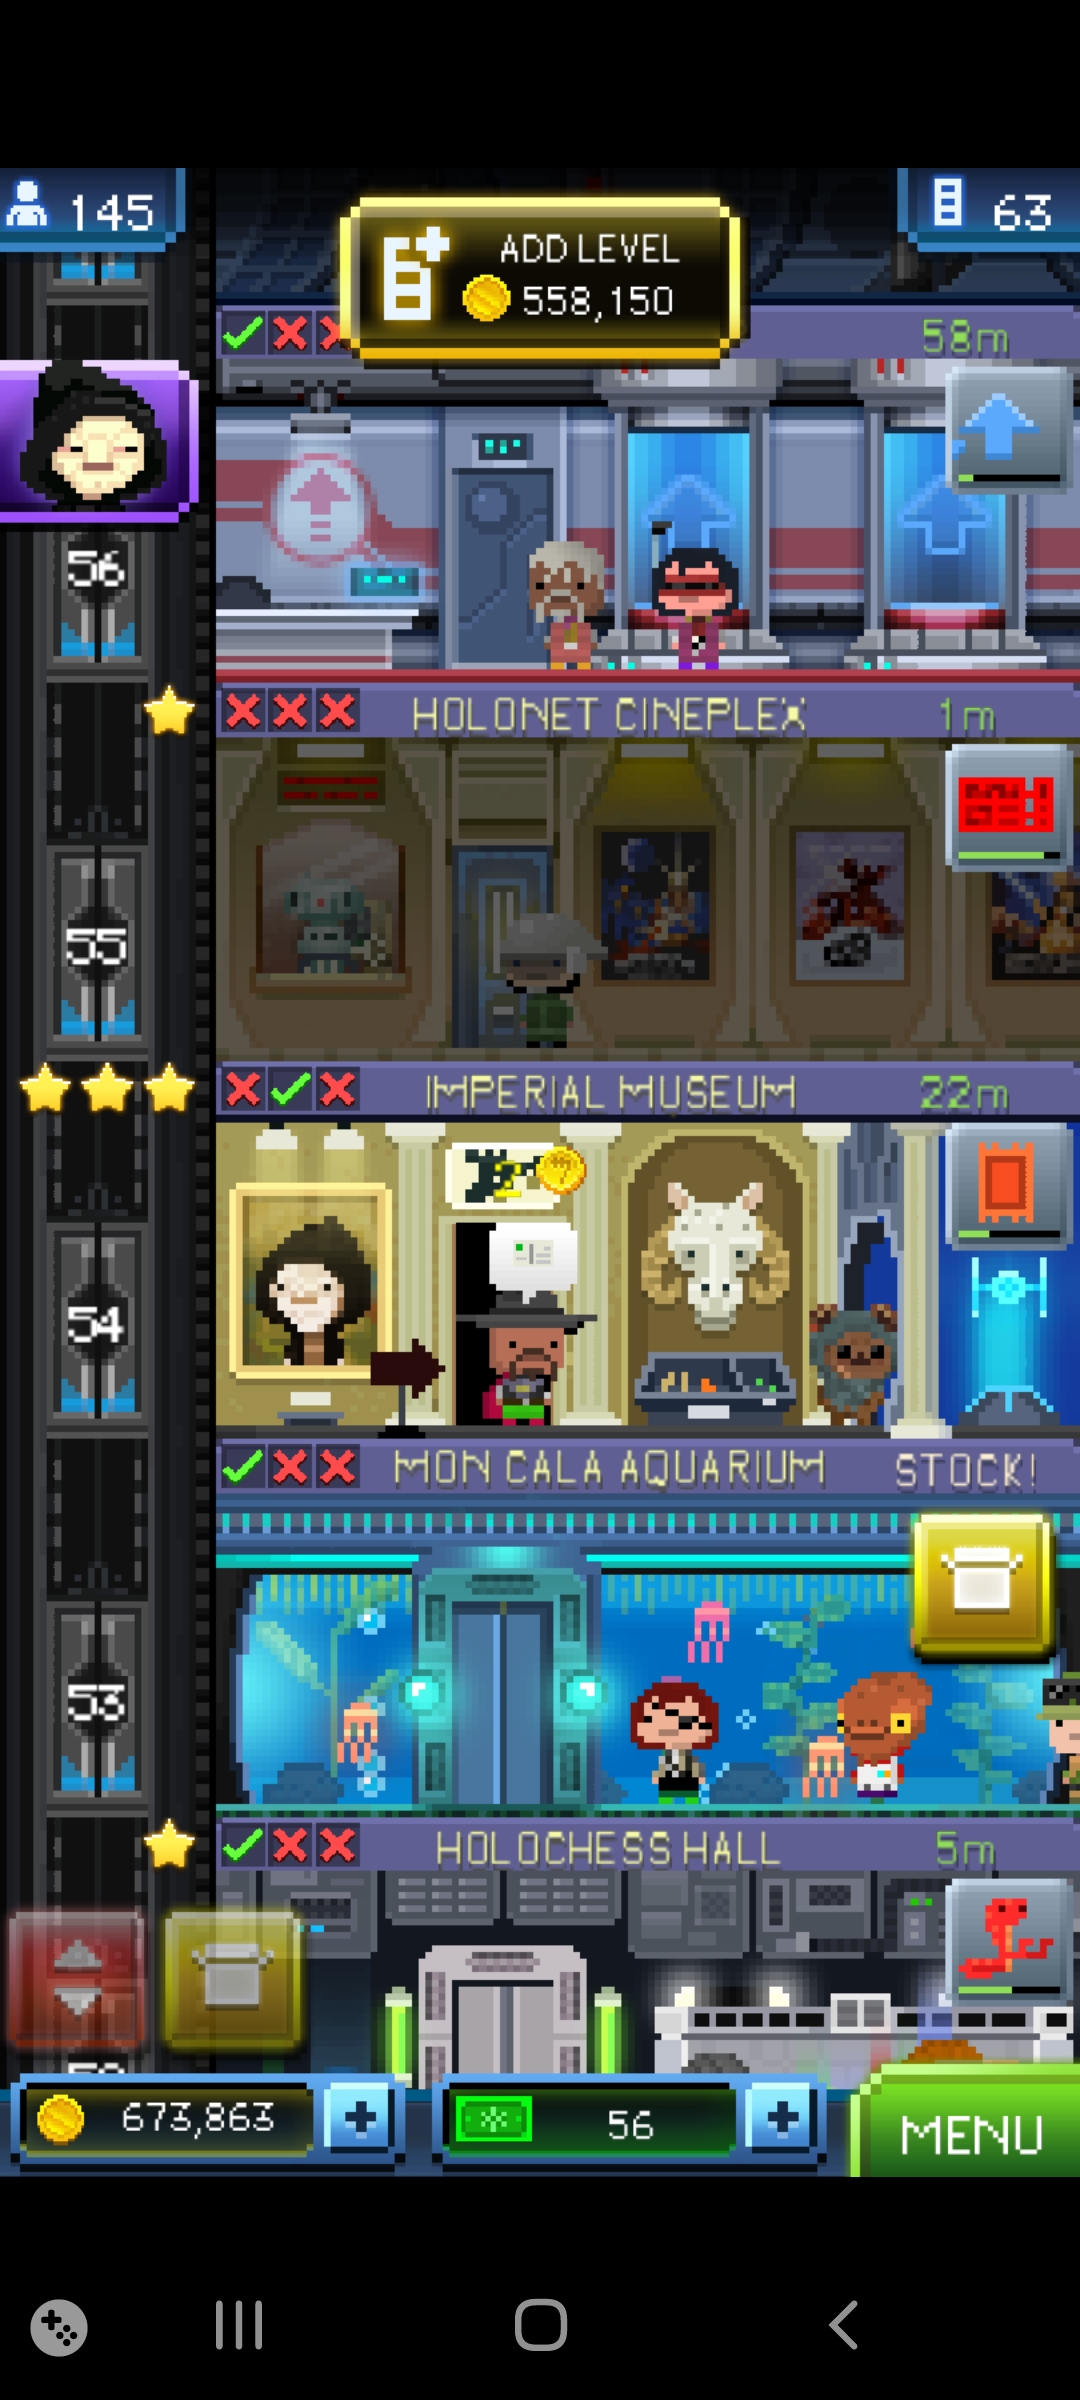 145
ADD LEVEL
558,150
63
58m
56
HOLONET CINEPLEX
1m
55
IMPERIAL MUSEUM
22m
54
MON CALA AQUARIUM
STOCK!
53
HOLOCHESS HALL
5m
673,863
+
56
+
MENU